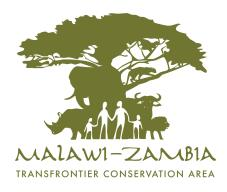 MALAWI-ZAMBIA
TRANSFRONTIER CONSERVATION AREA